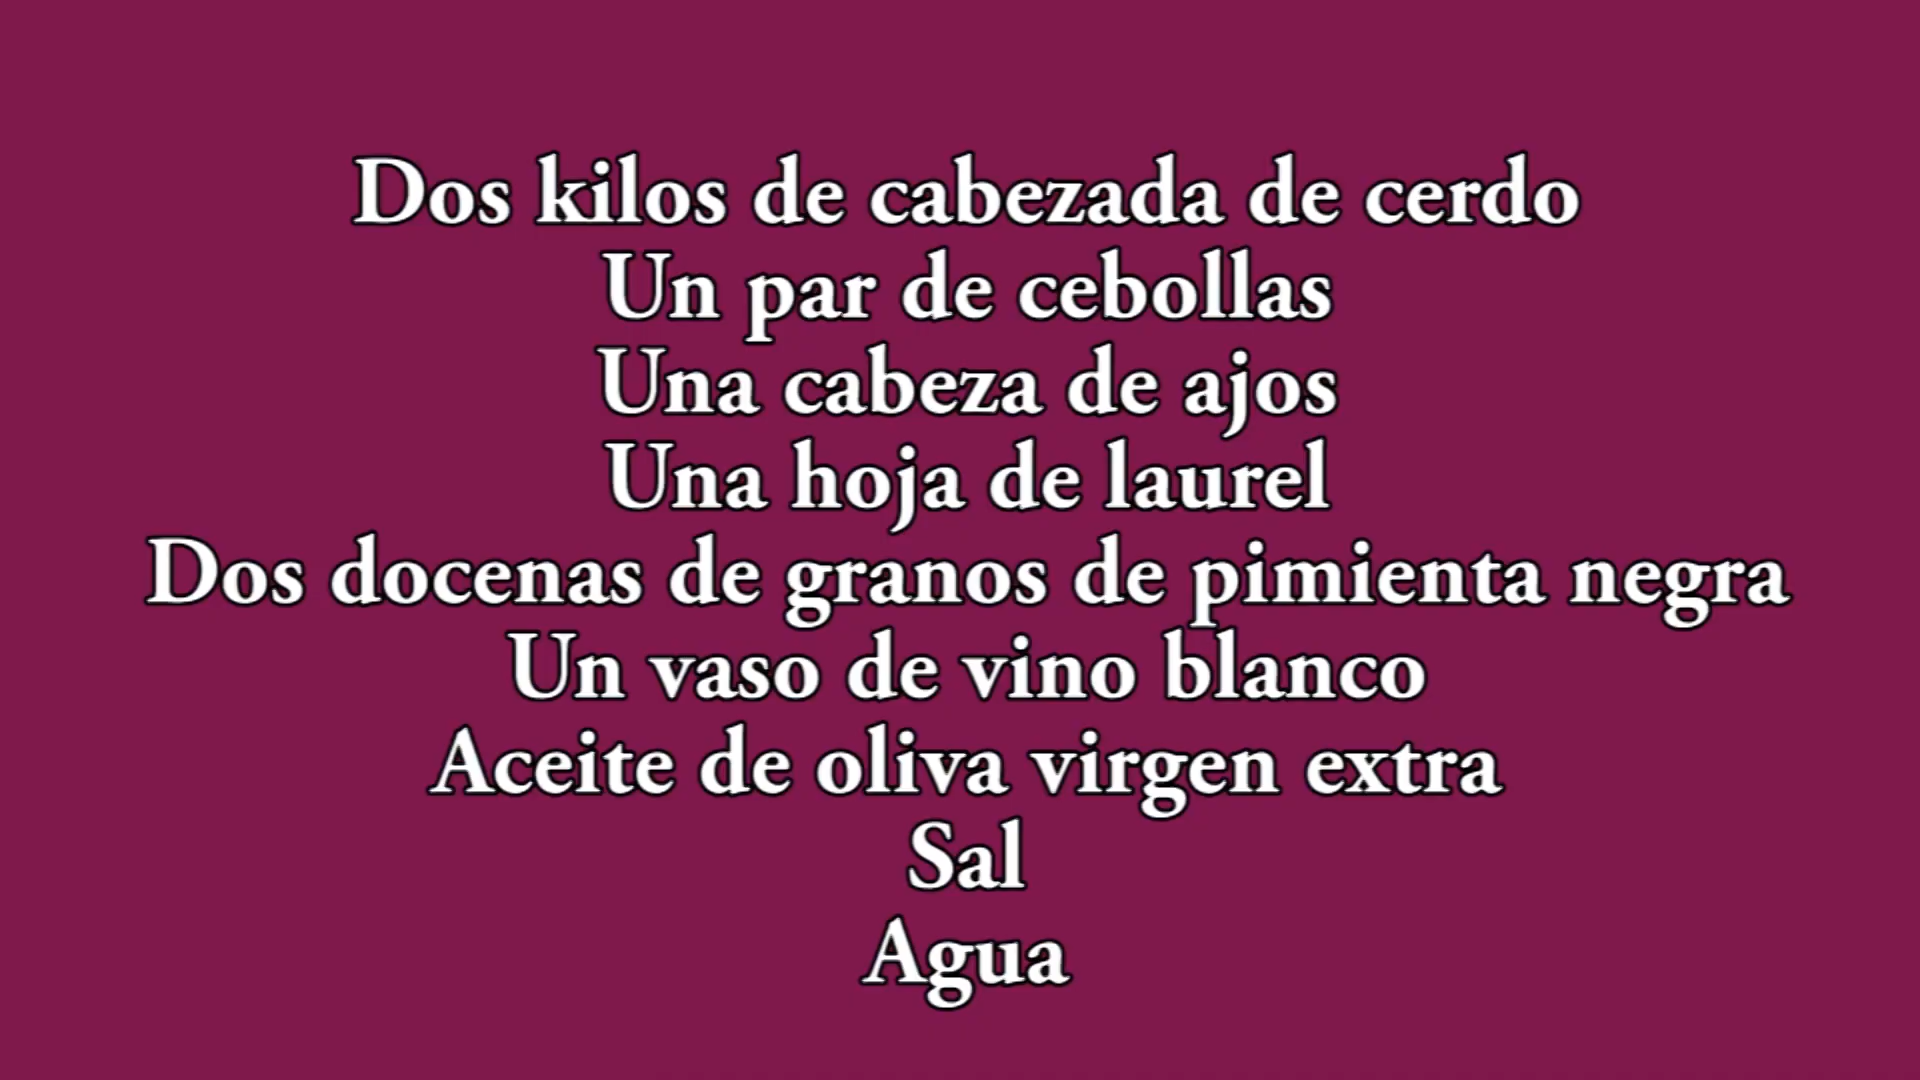 Dos kilos de cabezada de cerdo
Un par de cebollas
Una cabeza de ajos
Una hoja de laurel
Dos docenas de granos de pimienta negra
Un vaso de vino blanco
Aceite de oliva virgen extra
Sal
Agua